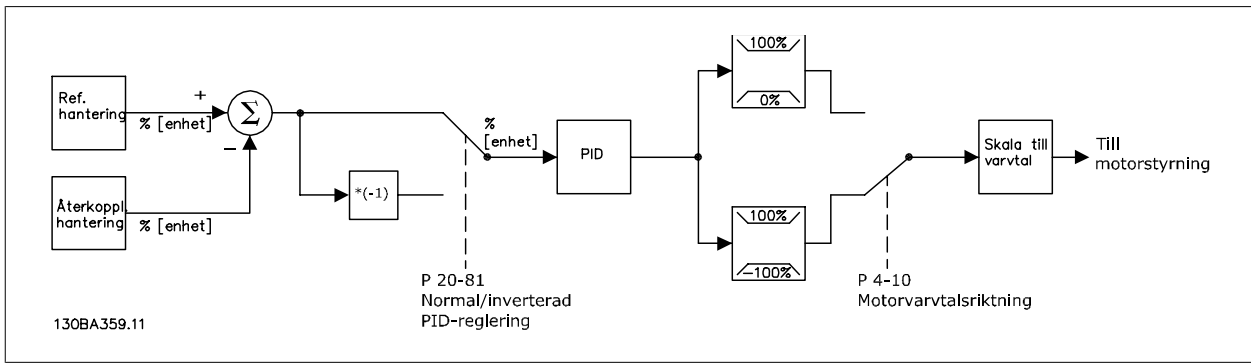 Ref.
hantering
+
% [enhet]
Σ
−
Återkoppl.
hantering
% [enhet]
*(-1)
%
[enhet]
PID
100%
0%
100%
−100%
Skala till
varvtal
Till
motorstyrning
P 20-81
Normal/inverterad
PID-reglering
P 4-10
Motorvarvtalsriktning
130BA359.11